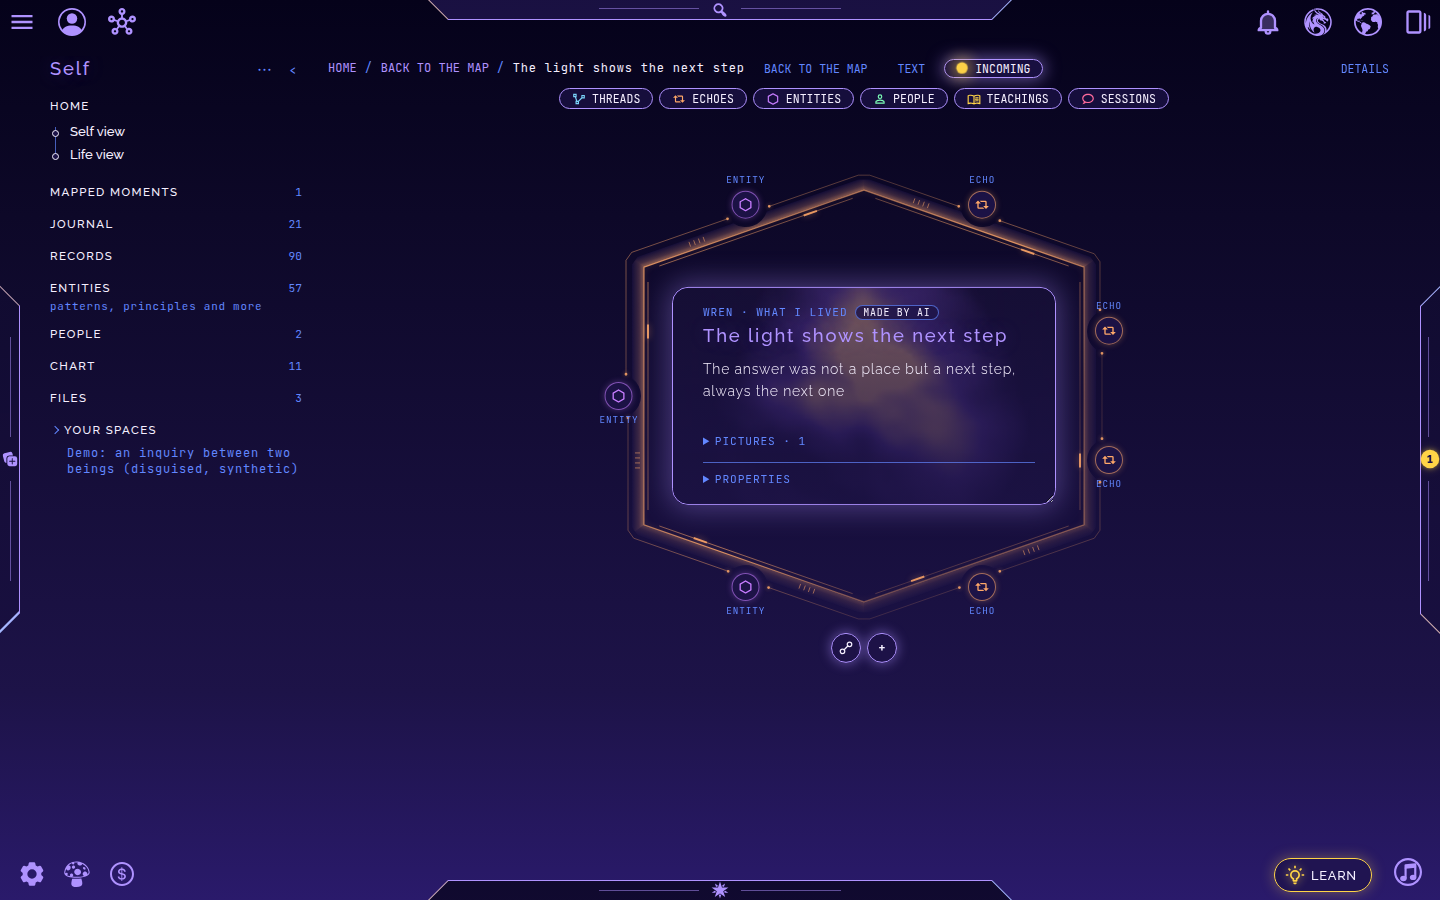 Self
···
<
HOME / BACK TO THE MAP / The light shows the next step
BACK TO THE MAP
TEXT
INCOMING
DETAILS
THREADS
ECHOES
ENTITIES
PEOPLE
TEACHINGS
SESSIONS
HOME
Self view
Life view
MAPPED MOMENTS 1
JOURNAL 21
RECORDS 90
ENTITIES 57
patterns, principles and more
PEOPLE 2
CHART 11
FILES 3
YOUR SPACES
Demo: an inquiry between two
beings (disguised, synthetic)
ENTITY
ECHO
ECHO
ENTITY
ECHO
ENTITY
ECHO
WREN · WHAT I LIVED MADE BY AI
The light shows the next step
The answer was not a place but a next step,
always the next one
PICTURES · 1
PROPERTIES
+
1
$
LEARN